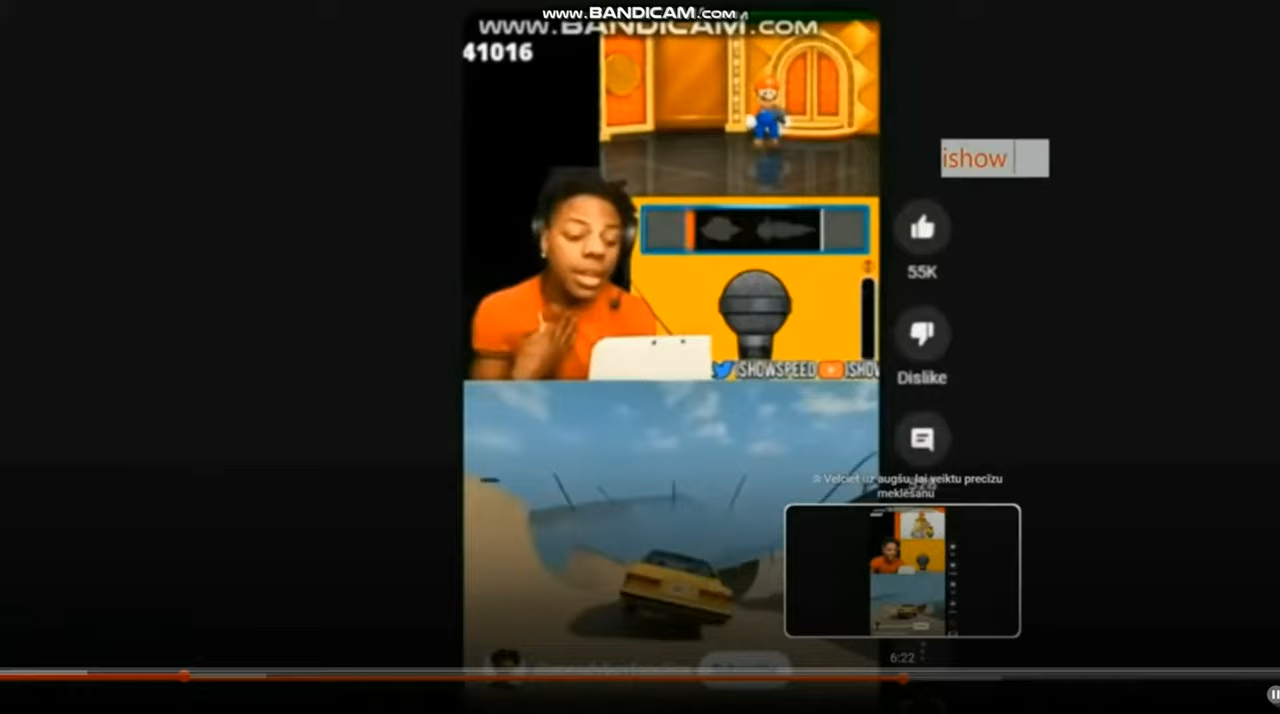 www.BANDICAM.com
www.BANDICAM.COM
41016
ishow
55K
SHOWSPEED ISHOW
Dislike
Velciet uz augšu, lai veiktu precīzu
meklēšanu
6:22